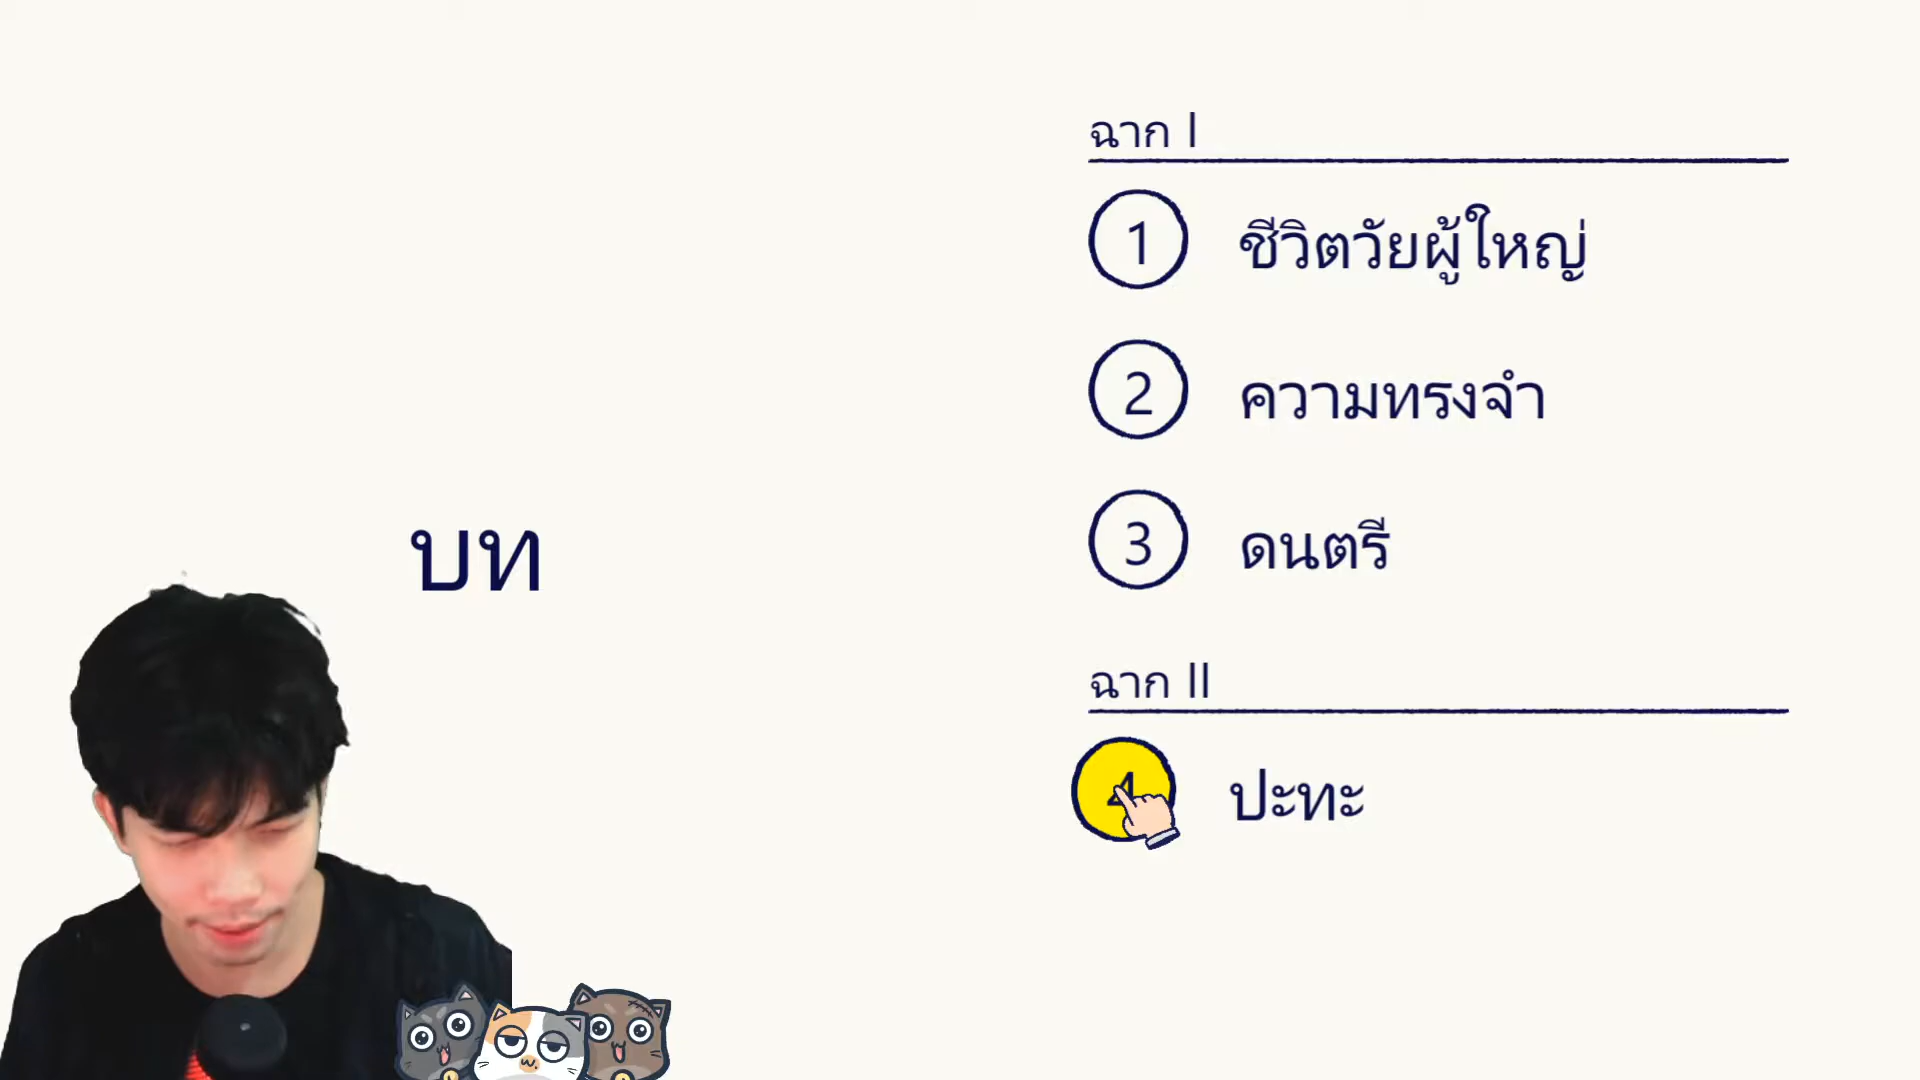 บท
ฉาก I
1 ชีวิตวัยผู้ใหญ่
2 ความทรงจำ
3 ดนตรี
ฉาก II
4 ปะทะ